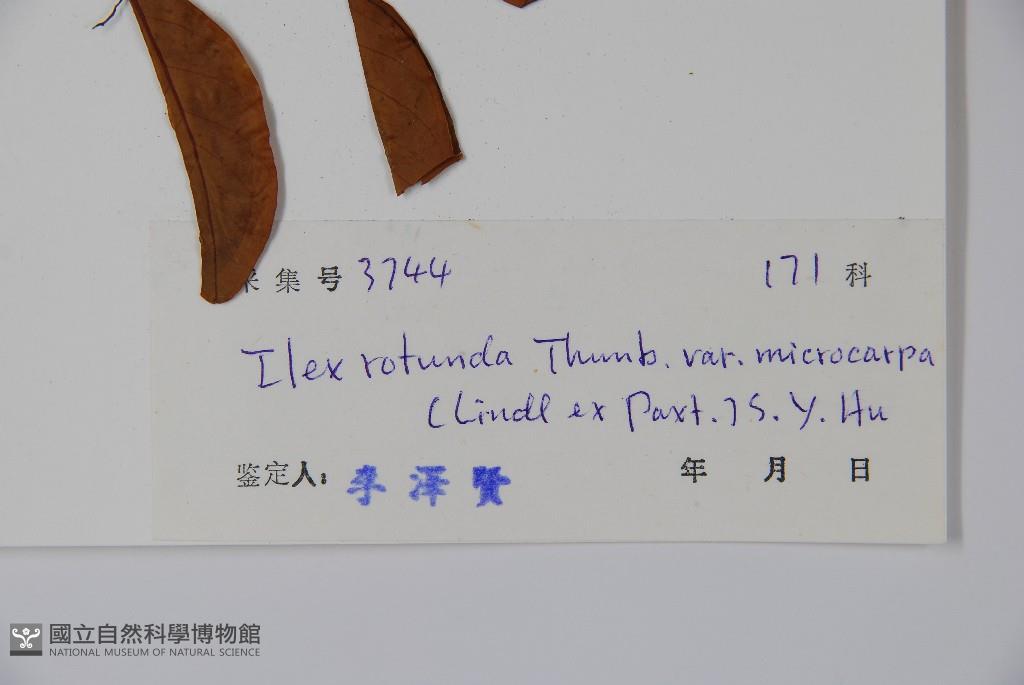 采集号 3744 171 科
Ilex rotunda Thunb. var. microcarpa
(Lindl ex Paxt.) S. Y. Hu
鉴定人: 李泽贤 年 月 日
國立自然科學博物館
NATIONAL MUSEUM OF NATURAL SCIENCE